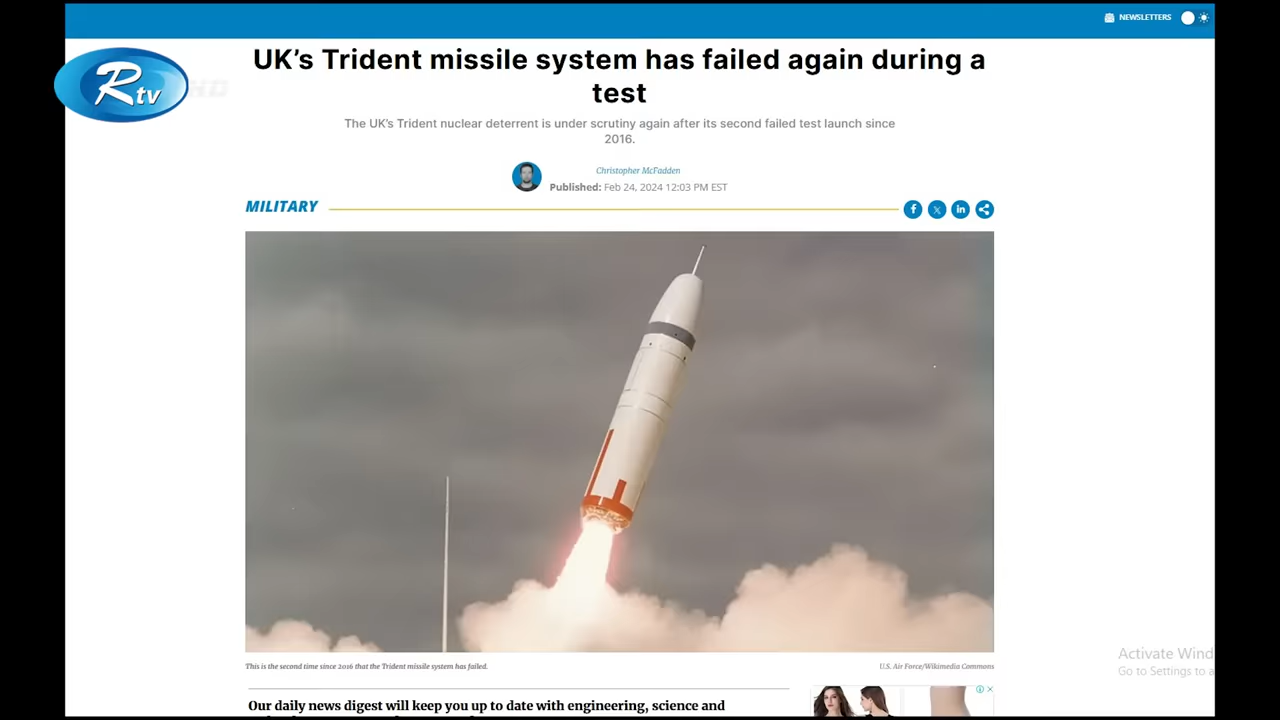 NEWSLETTERS
UK's Trident missile system has failed again during a
test
Rtv
HD
The UK's Trident nuclear deterrent is under scrutiny again after its second failed test launch since
2016.
Christopher McFadden
Published: Feb 24, 2024 12:03 PM EST
MILITARY
This is the second time since 2016 that the Trident missile system has failed.
U.S. Air Force/Wikimedia Commons
Activate Wind
Go to Settings to a
Our daily news digest will keep you up to date with engineering, science and